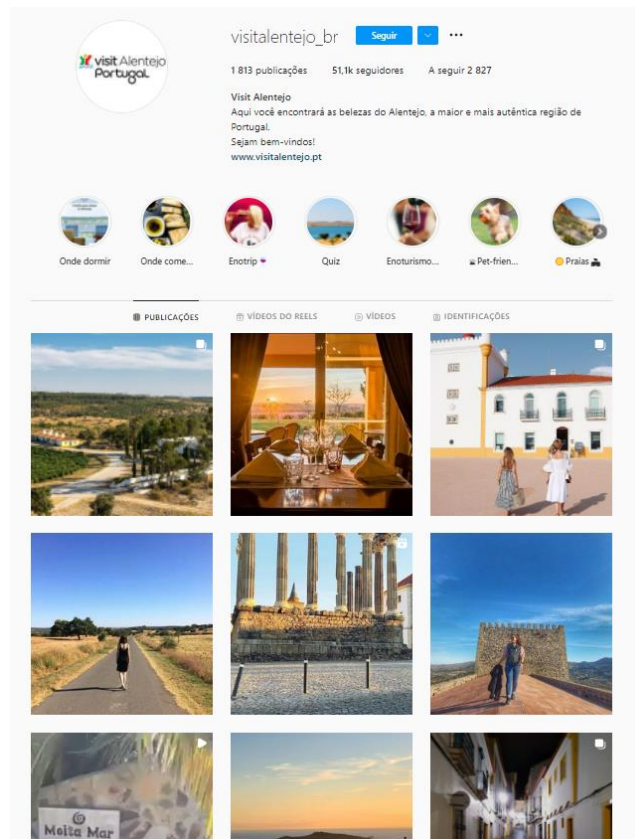 visit Alentejo
Portugal
visitalentejo_br Seguir
1 813 publicações 51,1k seguidores A seguir 2 827
Visit Alentejo
Aqui você encontrará as belezas do Alentejo, a maior e mais autêntica região de
Portugal.
Sejam bem-vindos!
www.visitalentejo.pt
Onde dormir Onde come... Enotrip Quiz Enoturismo... Pet-frien... Praias
PUBLICAÇÕES VÍDEOS DO REELS VÍDEOS IDENTIFICAÇÕES
Moita Mar